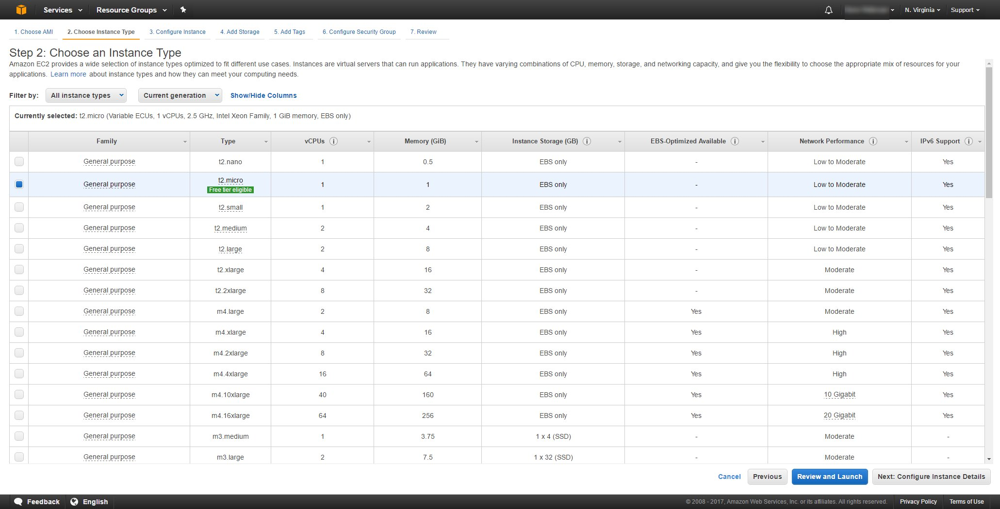 Services Resource Groups N. Virginia Support
1. Choose AMI 2. Choose Instance Type 3. Configure Instance 4. Add Storage 5. Add Tags 6. Configure Security Group 7. Review
Step 2: Choose an Instance Type
Amazon EC2 provides a wide selection of instance types optimized to fit different use cases. Instances are virtual servers that can run applications. They have varying combinations of CPU, memory, storage, and networking capacity, and give you the flexibility to choose the appropriate mix of resources for your
applications. Learn more about instance types and how they can meet your computing needs.
Filter by: All instance types Current generation Show/Hide Columns
Currently selected: t2.micro (Variable ECUs, 1 vCPUs, 2.5 GHz, Intel Xeon Family, 1 GiB memory, EBS only)
Family Type vCPUs Memory (GiB) Instance Storage (GB) EBS-Optimized Available Network Performance IPv6 Support
General purpose t2.nano 1 0.5 EBS only - Low to Moderate Yes
General purpose t2.micro 1 1 EBS only - Low to Moderate Yes
Free tier eligible
General purpose t2.small 1 2 EBS only - Low to Moderate Yes
General purpose t2.medium 2 4 EBS only - Low to Moderate Yes
General purpose t2.large 2 8 EBS only - Low to Moderate Yes
General purpose t2.xlarge 4 16 EBS only - Moderate Yes
General purpose t2.2xlarge 8 32 EBS only - Moderate Yes
General purpose m4.large 2 8 EBS only Yes Moderate Yes
General purpose m4.xlarge 4 16 EBS only Yes High Yes
General purpose m4.2xlarge 8 32 EBS only Yes High Yes
General purpose m4.4xlarge 16 64 EBS only Yes High Yes
General purpose m4.10xlarge 40 160 EBS only Yes 10 Gigabit Yes
General purpose m4.16xlarge 64 256 EBS only Yes 20 Gigabit Yes
General purpose m3.medium 1 3.75 1 x 4 (SSD) - Moderate -
General purpose m3.large 2 7.5 1 x 32 (SSD) - Moderate -
Cancel Previous Review and Launch Next: Configure Instance Details
Feedback English © 2008 - 2017, Amazon Web Services, Inc. or its affiliates. All rights reserved. Privacy Policy Terms of Use